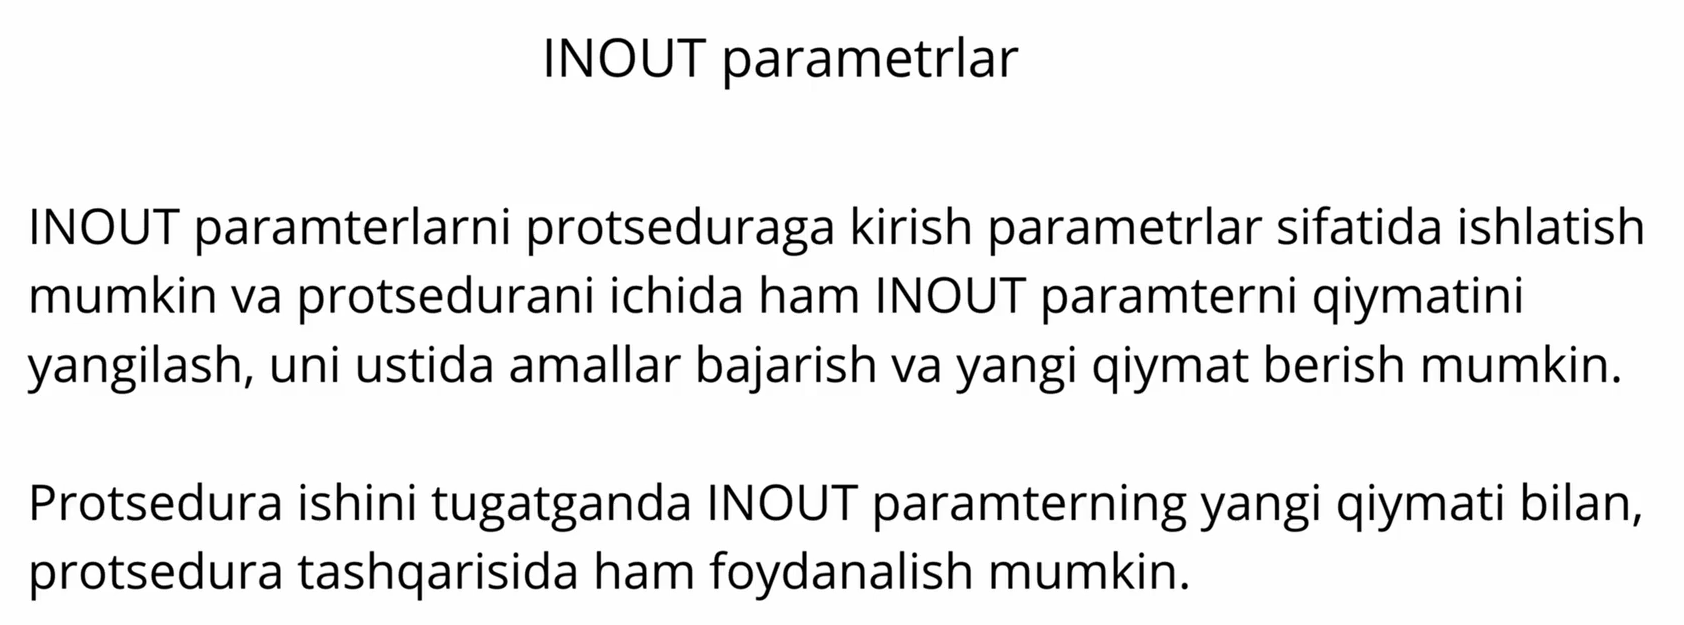 INOUT parametrlar
INOUT paramterlarni protseduraga kirish parametrlar sifatida ishlatish
mumkin va protsedurani ichida ham INOUT paramterni qiymatini
yangilash, uni ustida amallar bajarish va yangi qiymat berish mumkin.
Protsedura ishini tugatganda INOUT paramterning yangi qiymati bilan,
protsedura tashqarisida ham foydanalish mumkin.